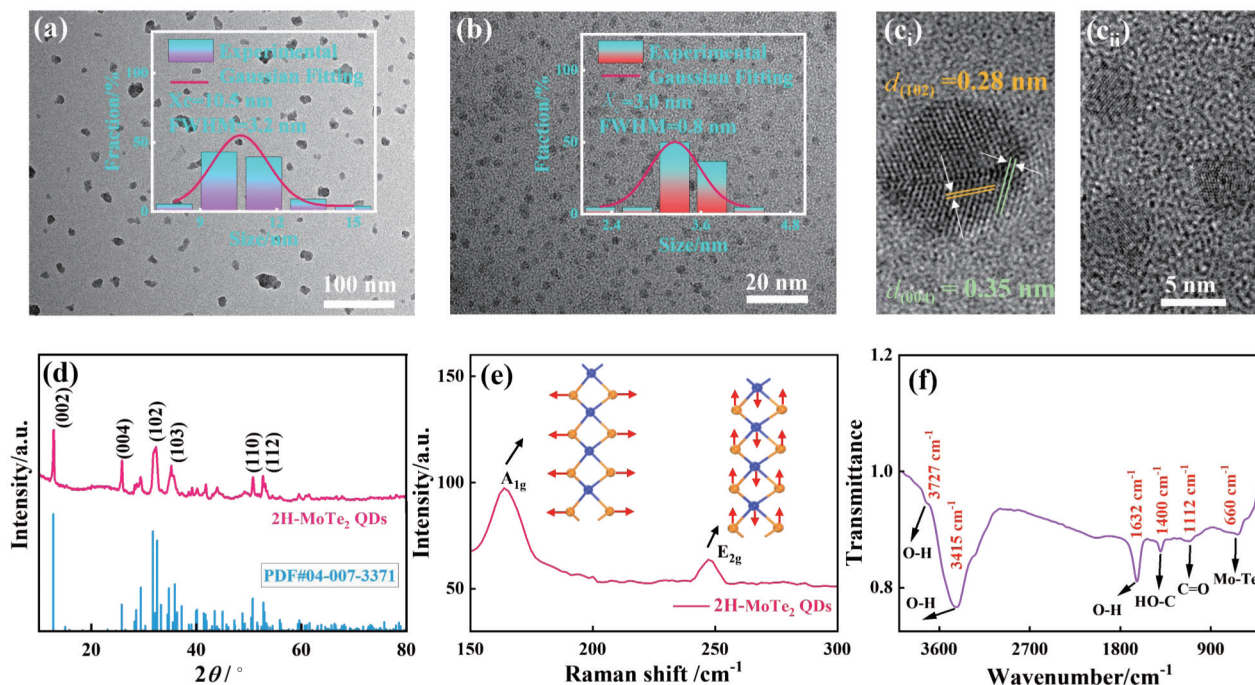 (a)
Experimental
Gaussian Fitting
Xc=10.5 nm
FWHM=3.2 nm
Fraction/%
100
50
0
12
15
Size/nm
100 nm
(b)
Experimental
Gaussian Fitting
=3.0 nm
FWHM=0.8 nm
100
50
0
2.4
3.6
4.8
Size/nm
20 nm
(cᵢ)
d(102) = 0.28 nm
d(004) = 0.35 nm
(cᵢᵢ)
5 nm
(d)
(002)
(004)
(102)
(103)
(110)
(112)
2H-MoTe₂ QDs
PDF#04-007-3371
Intensity/a.u.
20
40
60
80
2θ / °
(e)
150
100
50
A1g
E2g
2H-MoTe₂ QDs
Intensity/a.u.
150
200
250
300
Raman shift /cm⁻¹
(f)
1.2
1.0
0.8
Transmittance
3727 cm⁻¹
3415 cm⁻¹
1632 cm⁻¹
1400 cm⁻¹
1112 cm⁻¹
660 cm⁻¹
O-H
O-H
O-H
HO-C
C=O
Mo-Te
3600
2700
1800
900
Wavenumber/cm⁻¹